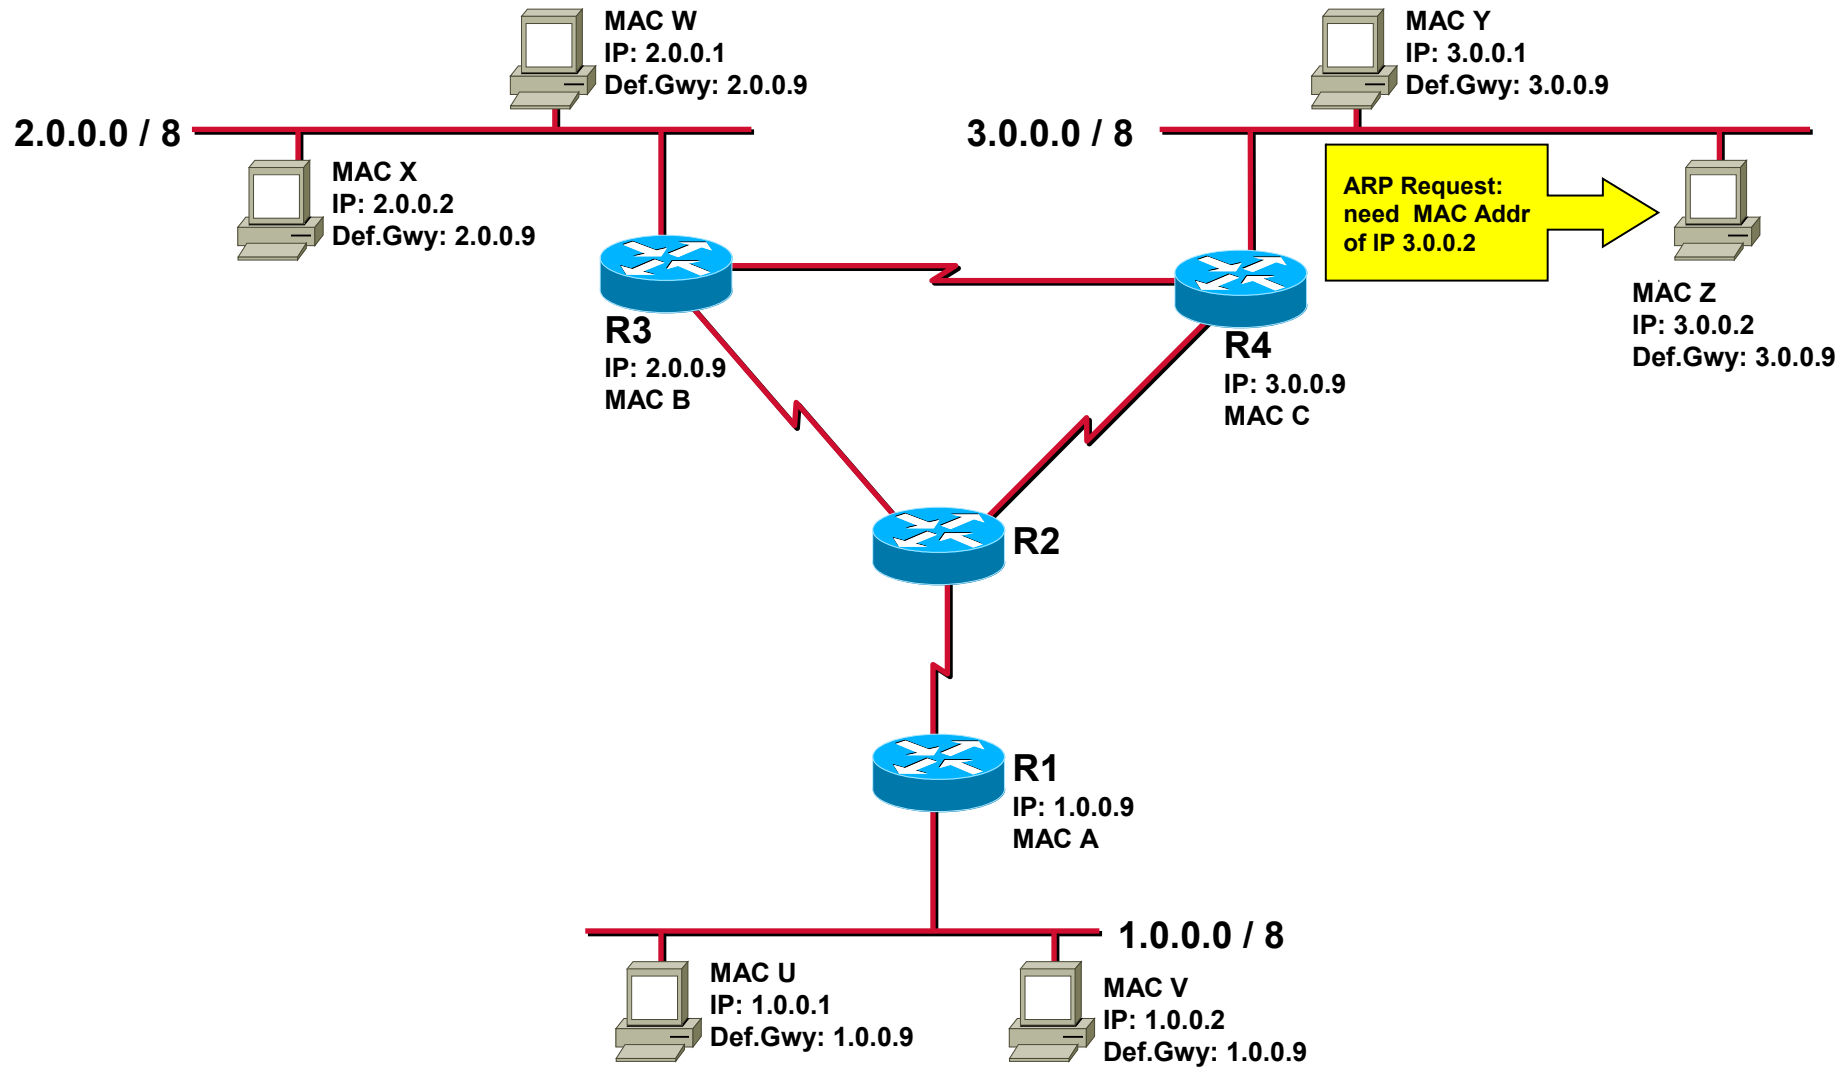 MAC W
IP: 2.0.0.1
Def.Gwy: 2.0.0.9
MAC Y
IP: 3.0.0.1
Def.Gwy: 3.0.0.9
2.0.0.0 / 8
3.0.0.0 / 8
MAC X
IP: 2.0.0.2
Def.Gwy: 2.0.0.9
ARP Request:
need MAC Addr
of IP 3.0.0.2
MAC Z
IP: 3.0.0.2
Def.Gwy: 3.0.0.9
R3
IP: 2.0.0.9
MAC B
R4
IP: 3.0.0.9
MAC C
R2
R1
IP: 1.0.0.9
MAC A
1.0.0.0 / 8
MAC U
IP: 1.0.0.1
Def.Gwy: 1.0.0.9
MAC V
IP: 1.0.0.2
Def.Gwy: 1.0.0.9